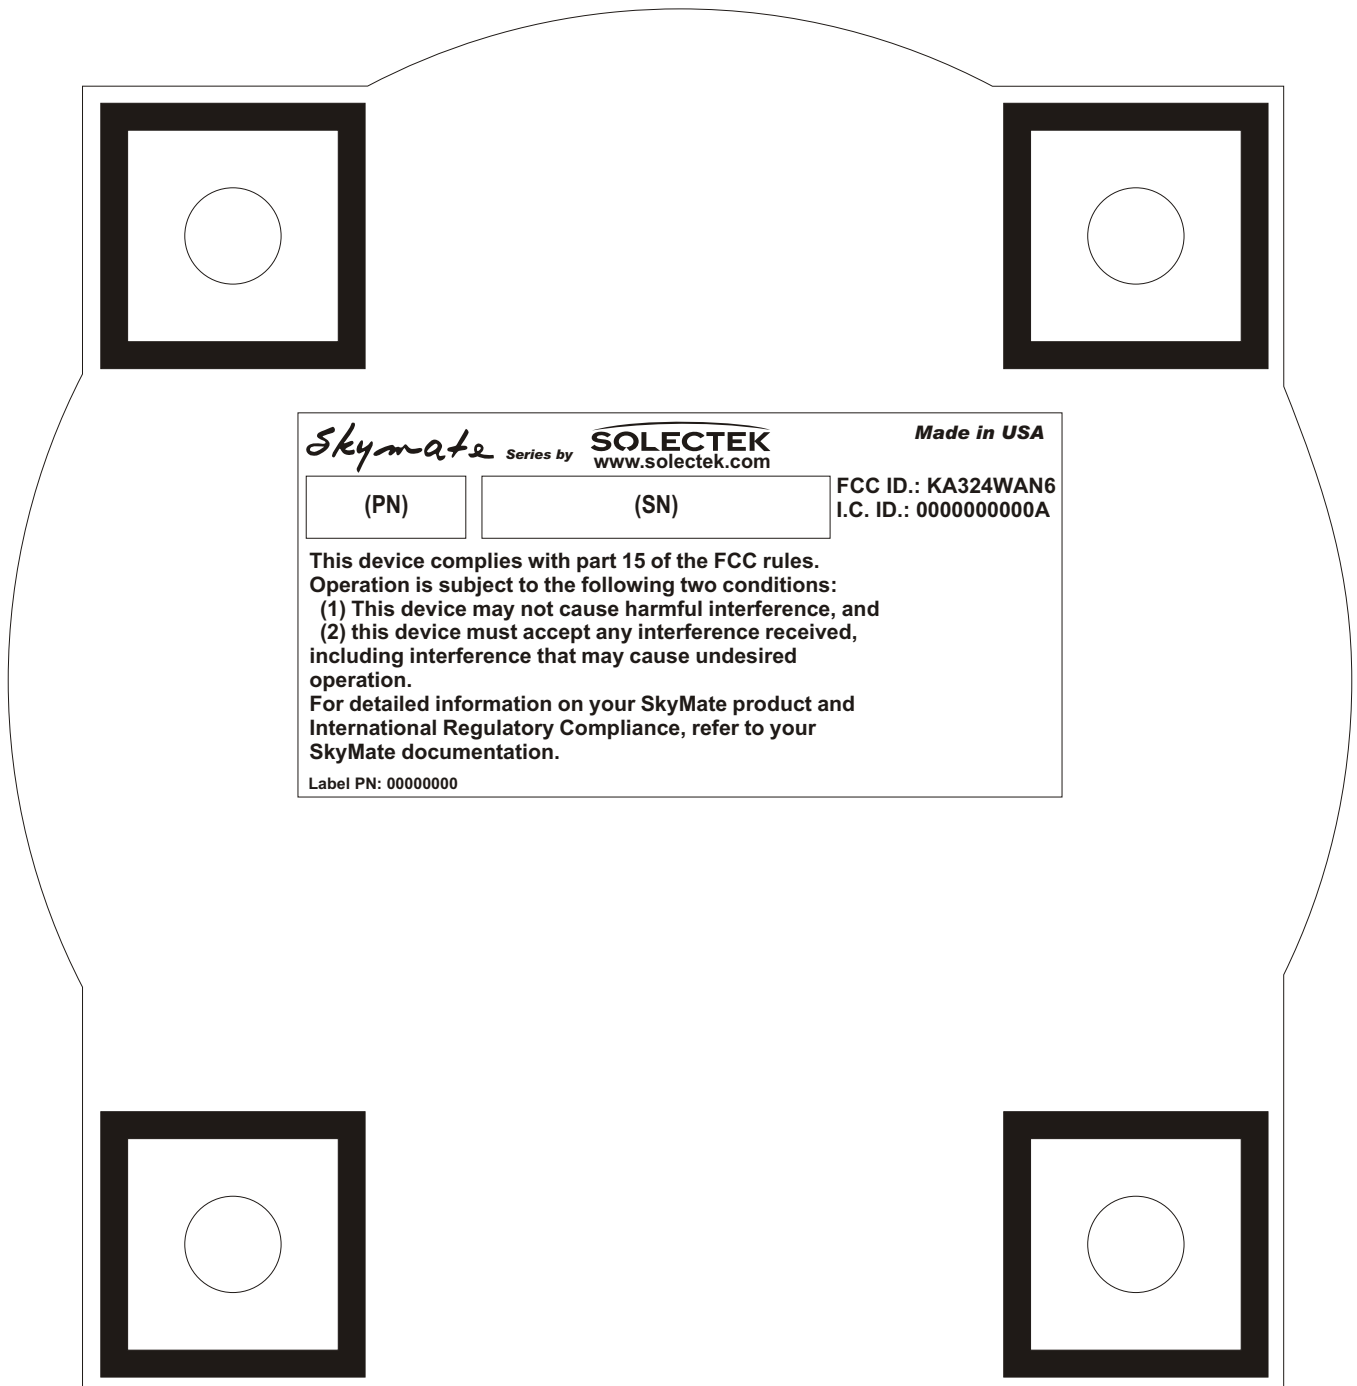 Skymate Series by SOLECTEK Made in USA
www.solectek.com
(PN) (SN) FCC ID.: KA324WAN6
I.C. ID.: 0000000000A
This device complies with part 15 of the FCC rules.
Operation is subject to the following two conditions:
(1) This device may not cause harmful interference, and
(2) this device must accept any interference received,
including interference that may cause undesired
operation.
For detailed information on your SkyMate product and
International Regulatory Compliance, refer to your
SkyMate documentation.
Label PN: 00000000